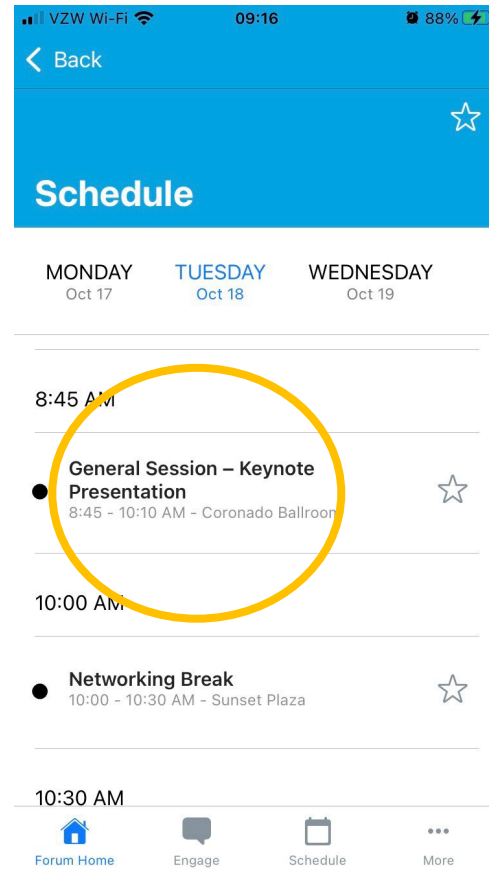 VZW Wi-Fi 09:16 88%
Back
Schedule
MONDAY TUESDAY WEDNESDAY
Oct 17 Oct 18 Oct 19
8:45 AM
General Session – Keynote
Presentation
8:45 - 10:10 AM - Coronado Ballroom
10:00 AM
Networking Break
10:00 - 10:30 AM - Sunset Plaza
10:30 AM
Forum Home Engage Schedule More